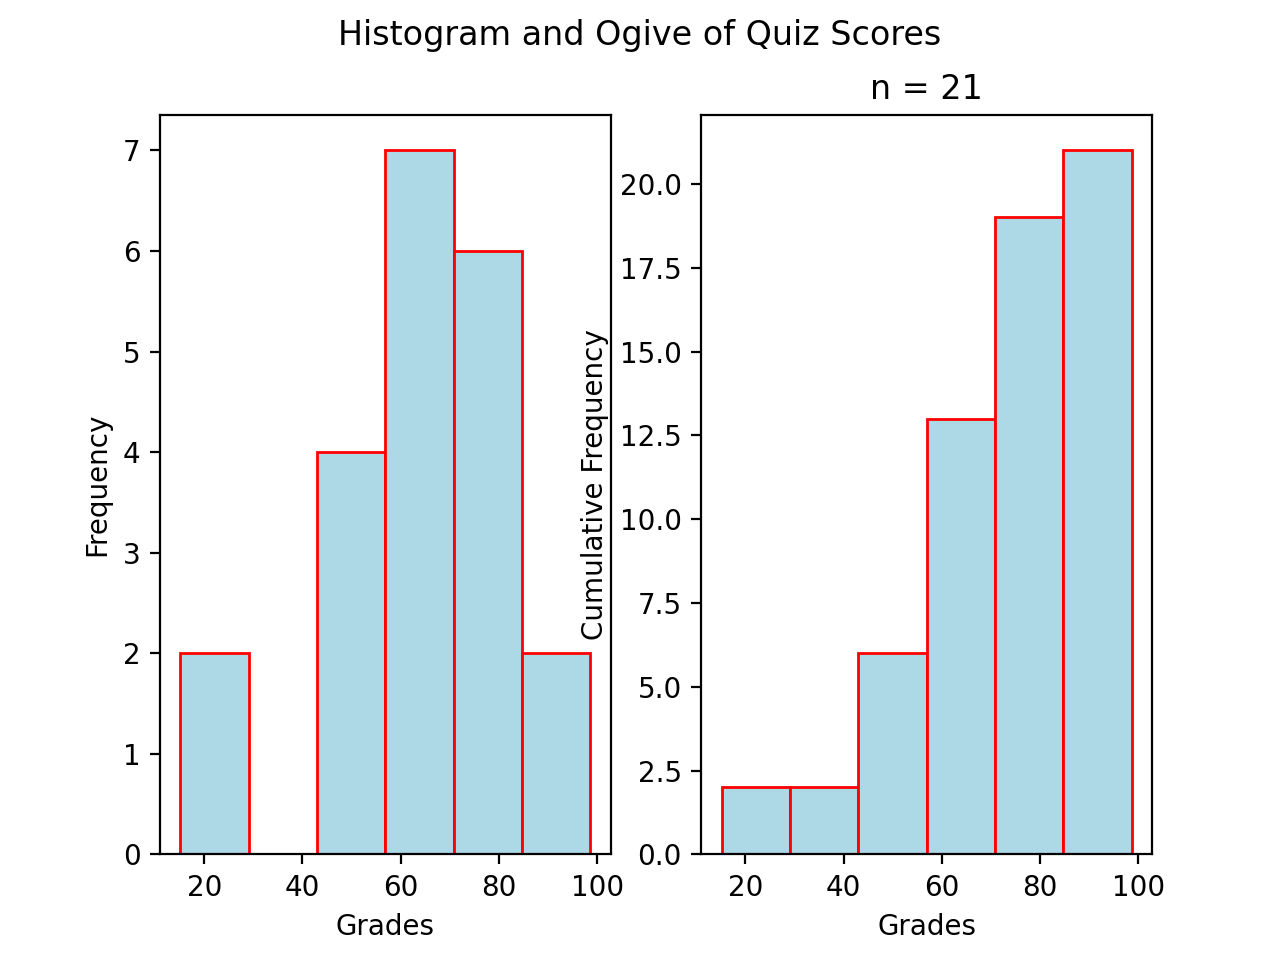 Histogram and Ogive of Quiz Scores
7
6
5
4
3
2
1
0
Frequency
20 40 60 80 100
Grades
n = 21
20.0
17.5
15.0
12.5
10.0
7.5
5.0
2.5
0.0
Cumulative Frequency
20 40 60 80 100
Grades